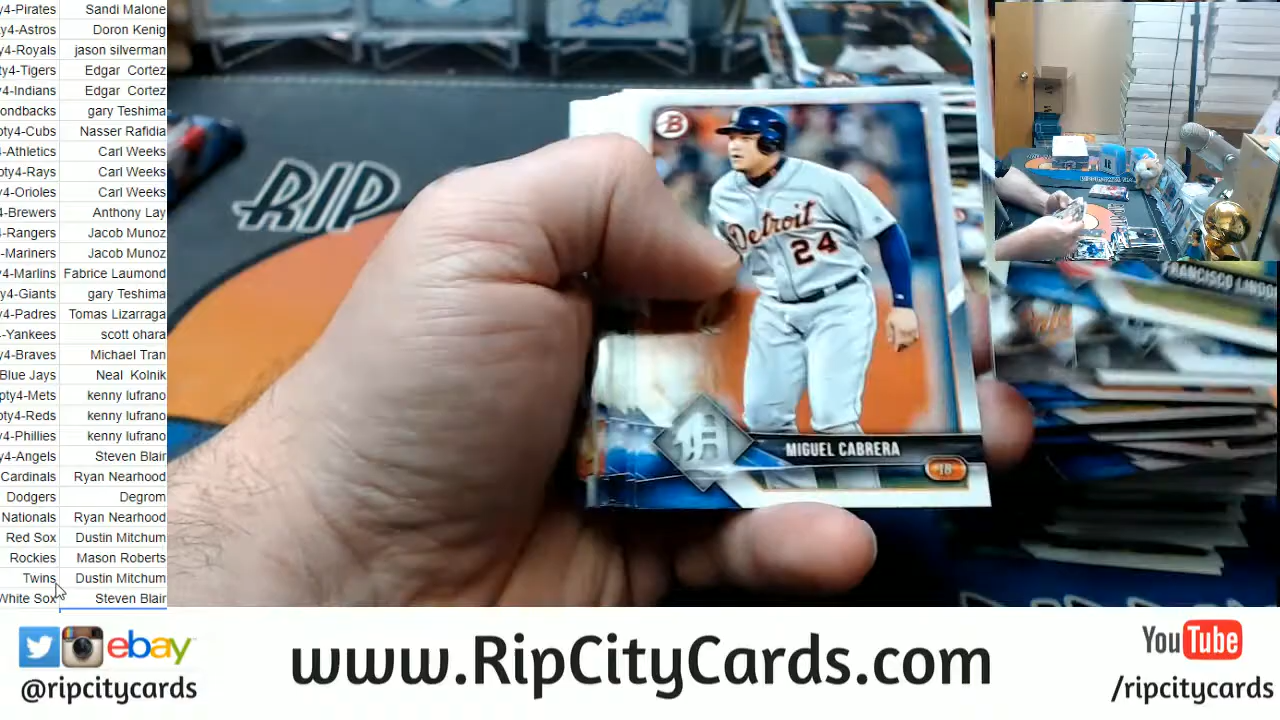 y4-Pirates Sandi Malone
y4-Astros Doron Kenig
y4-Royals jason silverman
ty4-Tigers Edgar Cortez
y4-Indians Edgar Cortez
ondbacks gary Teshima
pty4-Cubs Nasser Rafidia
-Athletics Carl Weeks
pty4-Rays Carl Weeks
y4-Orioles Carl Weeks
-Brewers Anthony Lay
-Rangers Jacob Munoz
-Mariners Jacob Munoz
y4-Marlins Fabrice Laumond
y4-Giants gary Teshima
y4-Padres Tomas Lizarraga
-Yankees scott ohara
y4-Braves Michael Tran
Blue Jays Neal Kolnik
pty4-Mets kenny lufrano
pty4-Reds kenny lufrano
y4-Phillies kenny lufrano
y4-Angels Steven Blair
Cardinals Ryan Nearhood
Dodgers Degrom
Nationals Ryan Nearhood
Red Sox Dustin Mitchum
Rockies Mason Roberts
Twins Dustin Mitchum
White Sox Steven Blair
RIP
B
Detroit
24
MIGUEL CABRERA
18
FRANCISCO LINDO
ebay
@ripcitycards
www.RipCityCards.com
YouTube
/ripcitycards